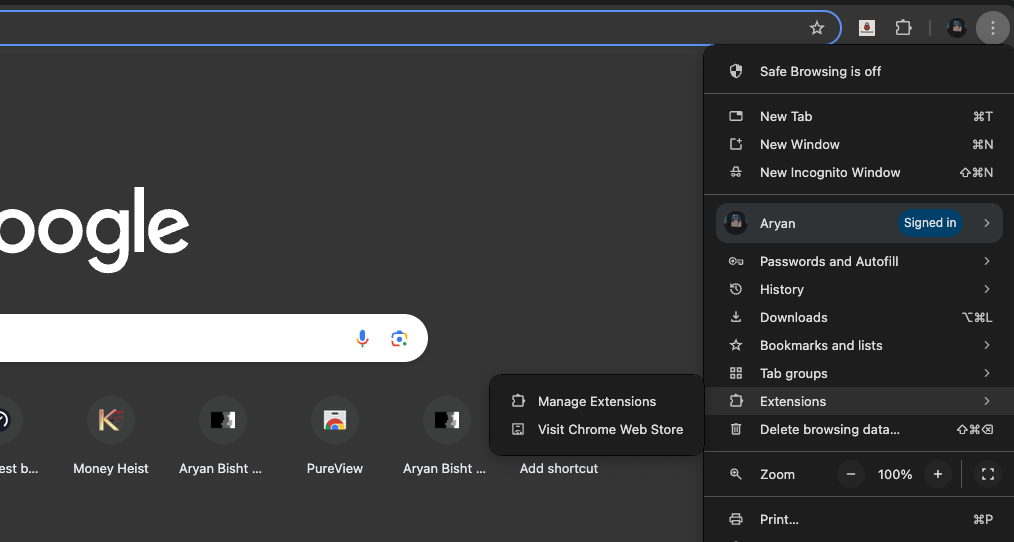 Safe Browsing is off
New Tab ⌘T
New Window ⌘N
New Incognito Window ⇧⌘N
oogle
Aryan Signed in
Passwords and Autofill
History
Downloads ⌥⌘L
Bookmarks and lists
Tab groups
Extensions
Manage Extensions
Visit Chrome Web Store
Delete browsing data... ⇧⌘⌫
est b...
Money Heist
Aryan Bisht ...
PureView
Aryan Bisht ...
Add shortcut
Zoom − 100% +
Print... ⌘P